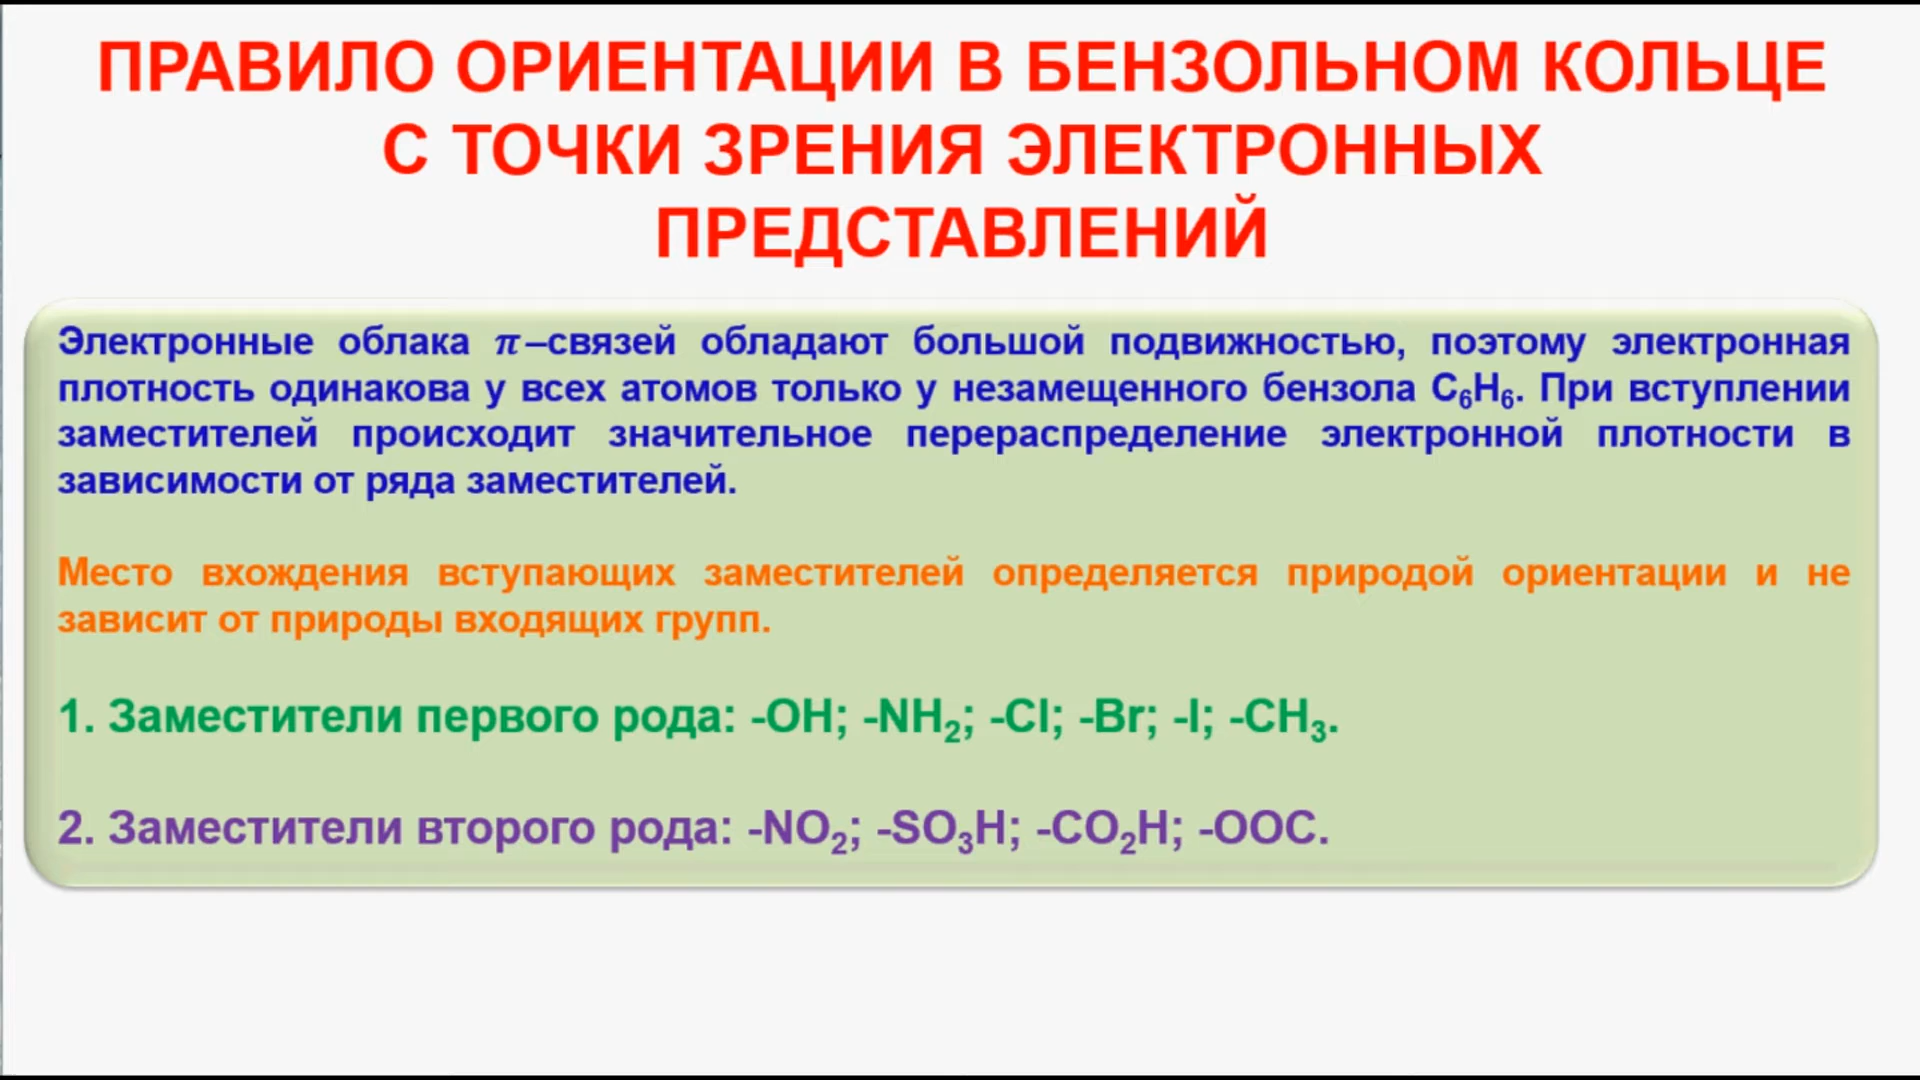 ПРАВИЛО ОРИЕНТАЦИИ В БЕНЗОЛЬНОМ КОЛЬЦЕ
С ТОЧКИ ЗРЕНИЯ ЭЛЕКТРОННЫХ
ПРЕДСТАВЛЕНИЙ
Электронные облака π–связей обладают большой подвижностью, поэтому электронная
плотность одинакова у всех атомов только у незамещенного бензола C₆H₆. При вступлении
заместителей происходит значительное перераспределение электронной плотности в
зависимости от ряда заместителей.
Место вхождения вступающих заместителей определяется природой ориентации и не
зависит от природы входящих групп.
1. Заместители первого рода: -OH; -NH₂; -Cl; -Br; -I; -CH₃.
2. Заместители второго рода: -NO₂; -SO₃H; -CO₂H; -OOC.